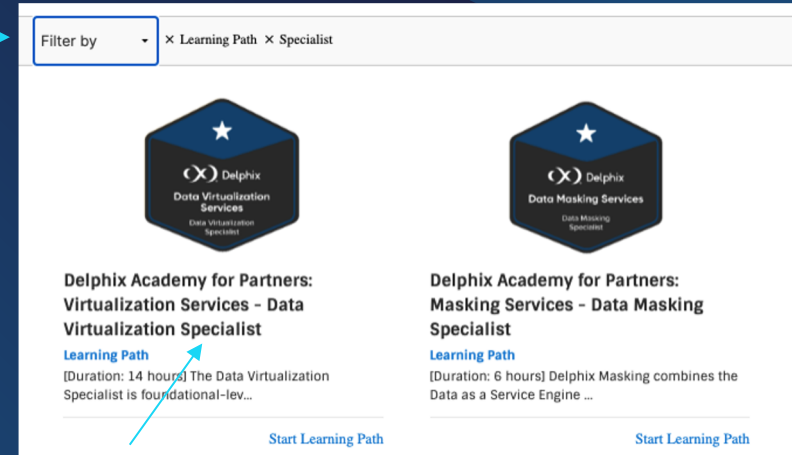 Filter by
× Learning Path × Specialist
Delphix
Data Virtualization
Services
Data Virtualization
Specialist
Delphix
Data Masking Services
Data Masking
Specialist
Delphix Academy for Partners:
Virtualization Services - Data
Virtualization Specialist
Learning Path
[Duration: 14 hours] The Data Virtualization
Specialist is foundational-lev...
Start Learning Path
Delphix Academy for Partners:
Masking Services - Data Masking
Specialist
Learning Path
[Duration: 6 hours] Delphix Masking combines the
Data as a Service Engine ...
Start Learning Path